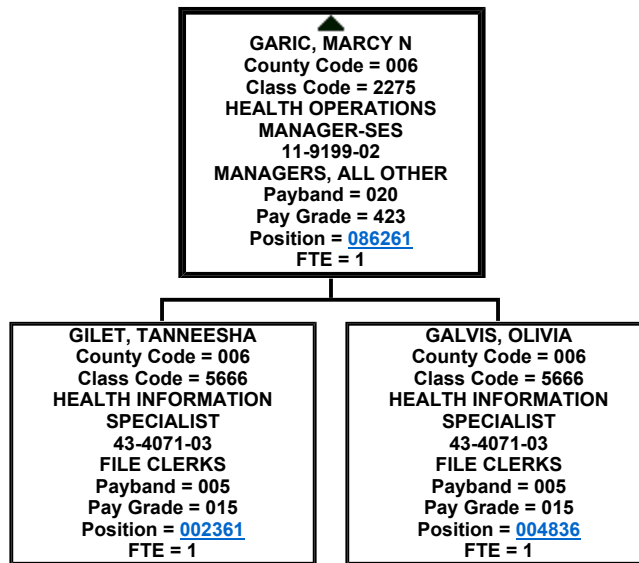 GARIC, MARCY N
County Code = 006
Class Code = 2275
HEALTH OPERATIONS
MANAGER-SES
11-9199-02
MANAGERS, ALL OTHER
Payband = 020
Pay Grade = 423
Position = 086261
FTE = 1
GILET, TANNEESHA
County Code = 006
Class Code = 5666
HEALTH INFORMATION
SPECIALIST
43-4071-03
FILE CLERKS
Payband = 005
Pay Grade = 015
Position = 002361
FTE = 1
GALVIS, OLIVIA
County Code = 006
Class Code = 5666
HEALTH INFORMATION
SPECIALIST
43-4071-03
FILE CLERKS
Payband = 005
Pay Grade = 015
Position = 004836
FTE = 1